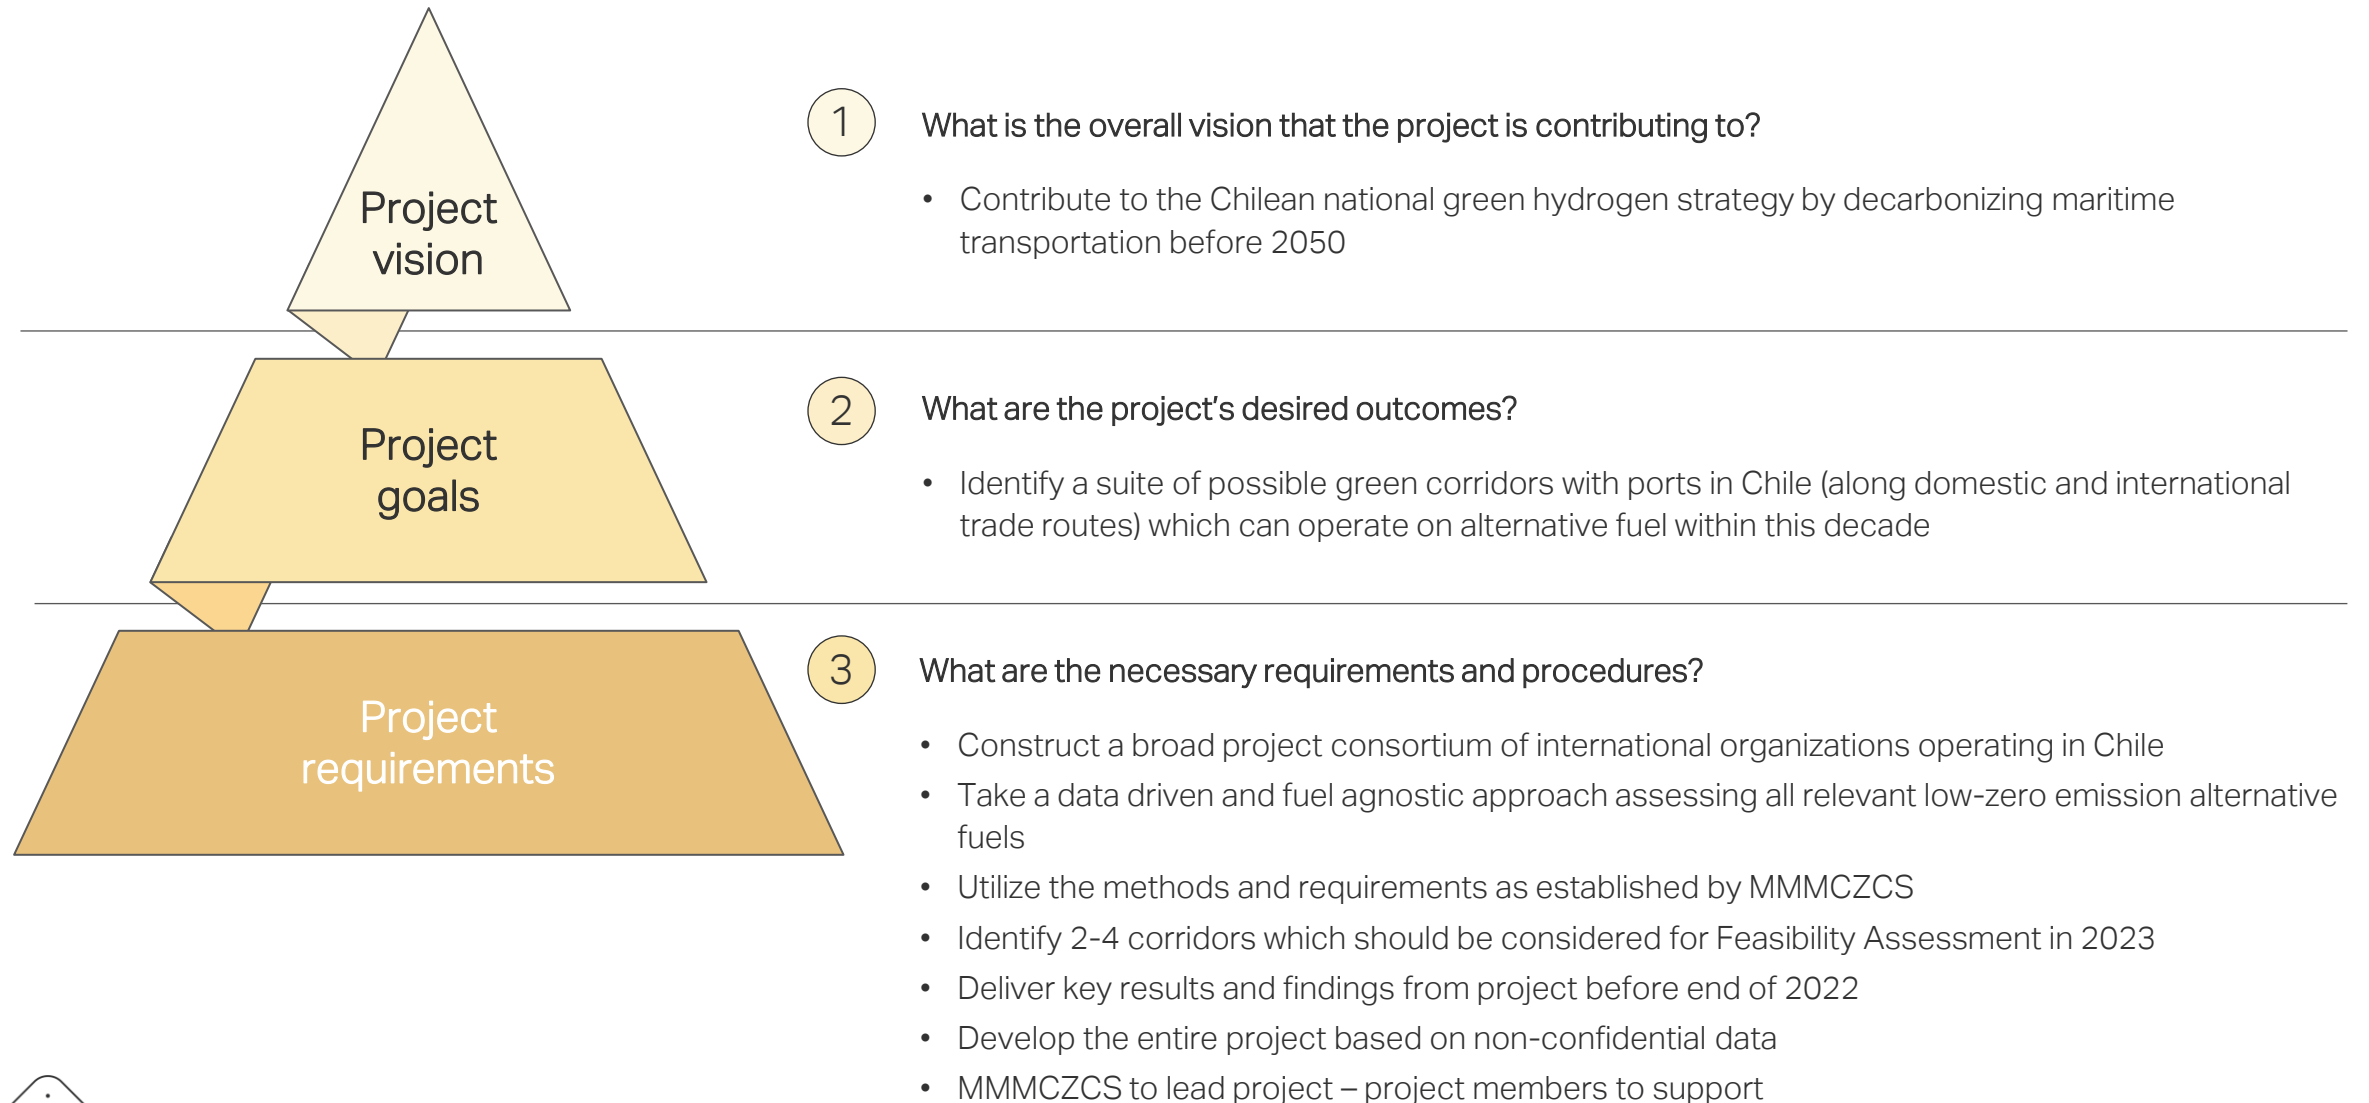 Project
vision
1
What is the overall vision that the project is contributing to?
• Contribute to the Chilean national green hydrogen strategy by decarbonizing maritime
transportation before 2050
Project
goals
2
What are the project's desired outcomes?
• Identify a suite of possible green corridors with ports in Chile (along domestic and international
trade routes) which can operate on alternative fuel within this decade
Project
requirements
3
What are the necessary requirements and procedures?
• Construct a broad project consortium of international organizations operating in Chile
• Take a data driven and fuel agnostic approach assessing all relevant low-zero emission alternative
fuels
• Utilize the methods and requirements as established by MMMCZCS
• Identify 2-4 corridors which should be considered for Feasibility Assessment in 2023
• Deliver key results and findings from project before end of 2022
• Develop the entire project based on non-confidential data
• MMMCZCS to lead project – project members to support